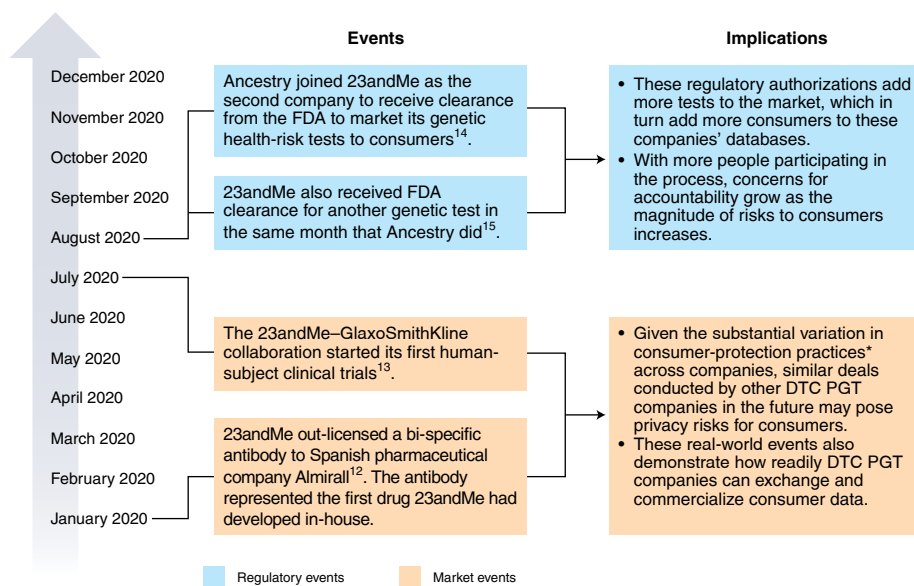 Events
Implications
December 2020
November 2020
October 2020
September 2020
August 2020
July 2020
June 2020
May 2020
April 2020
March 2020
February 2020
January 2020
Ancestry joined 23andMe as the
second company to receive clearance
from the FDA to market its genetic
health-risk tests to consumers14.
23andMe also received FDA
clearance for another genetic test in
the same month that Ancestry did15.
• These regulatory authorizations add
more tests to the market, which in
turn add more consumers to these
companies’ databases.
• With more people participating in
the process, concerns for
accountability grow as the
magnitude of risks to consumers
increases.
The 23andMe–GlaxoSmithKline
collaboration started its first human-
subject clinical trials13.
23andMe out-licensed a bi-specific
antibody to Spanish pharmaceutical
company Almirall12. The antibody
represented the first drug 23andMe had
developed in-house.
• Given the substantial variation in
consumer-protection practices*
across companies, similar deals
conducted by other DTC PGT
companies in the future may pose
privacy risks for consumers.
• These real-world events also
demonstrate how readily DTC PGT
companies can exchange and
commercialize consumer data.
Regulatory events
Market events